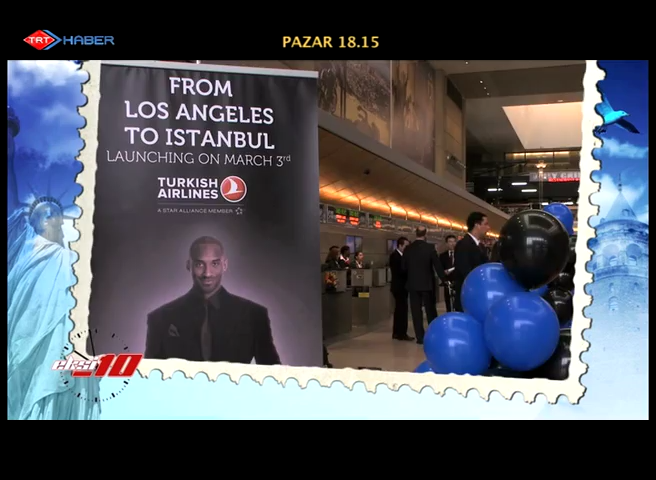 TRT HABER
PAZAR 18.15
FROM
LOS ANGELES
TO ISTANBUL
LAUNCHING ON MARCH 3rd
TURKISH
AIRLINES
A STAR ALLIANCE MEMBER
eksi 10